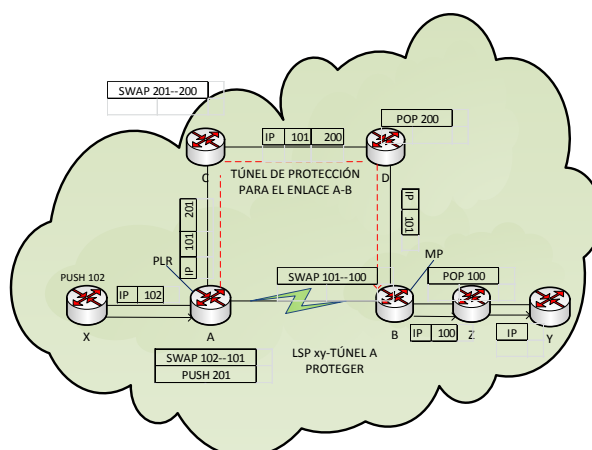 SWAP 201--200
POP 200
IP 101 200
C
D
TÚNEL DE PROTECCIÓN
PARA EL ENLACE A-B
IP 101 201
IP 101
PLR
MP
SWAP 101--100
POP 100
PUSH 102
IP 102
X
A
B
IP 100
Z
IP
Y
SWAP 102--101
PUSH 201
LSP xy-TÚNEL A
PROTEGER